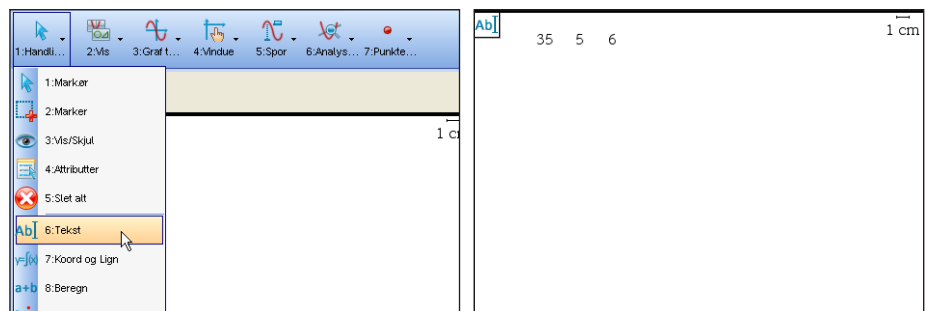 1:Handli... 2:Vis 3:Graf t... 4:Vindue 5:Spor 6:Analys... 7:Punkte...
1:Markør
2:Marker
3:Vis/Skjul
4:Attributter
5:Slet alt
Ab 6:Tekst
y=∫(x) 7:Koord og Lign
a+b 8:Beregn
1 c
Ab
35 5 6
1 cm